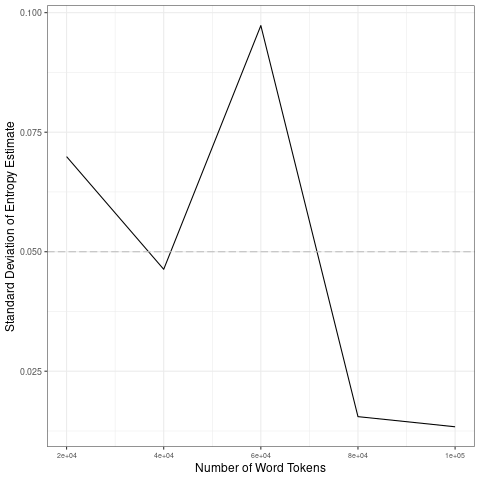 0.100
0.075
0.050
0.025
Standard Deviation of Entropy Estimate
2e+04 4e+04 6e+04 8e+04 1e+05
Number of Word Tokens